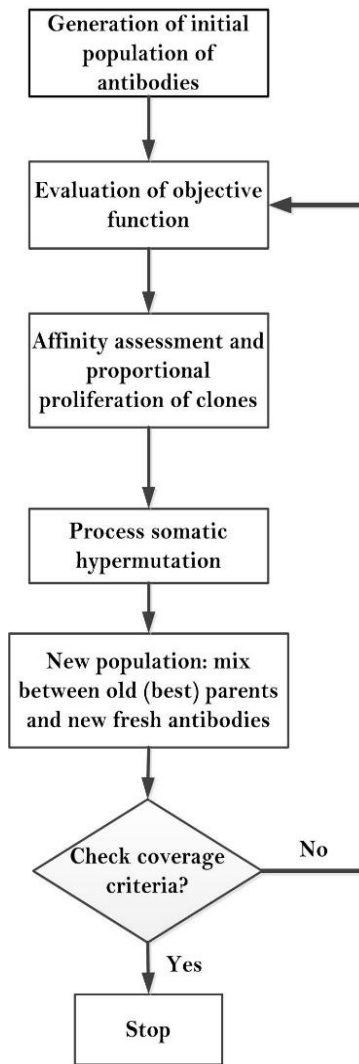 Generation of initial
population of
antibodies
Evaluation of objective
function
Affinity assessment and
proportional
proliferation of clones
Process somatic
hypermutation
New population: mix
between old (best) parents
and new fresh antibodies
Check coverage
criteria?
No
Yes
Stop